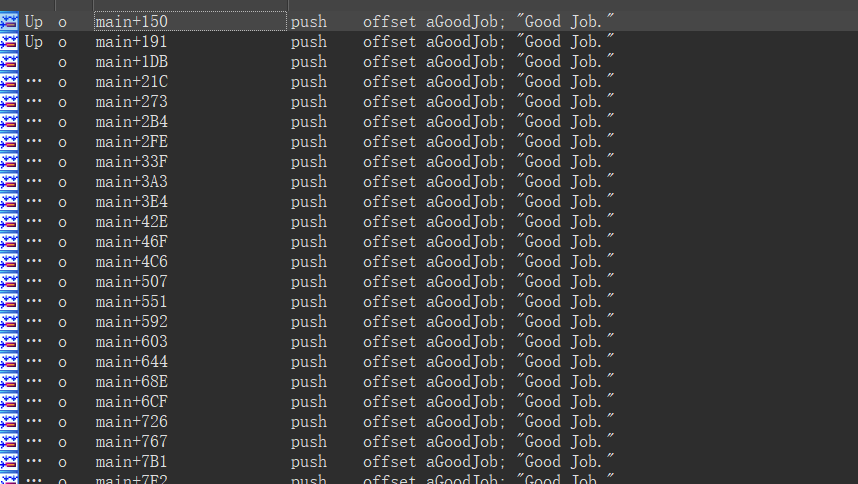 Up o main+150 push offset aGoodJob; "Good Job."
Up o main+191 push offset aGoodJob; "Good Job."
o main+1DB push offset aGoodJob; "Good Job."
... o main+21C push offset aGoodJob; "Good Job."
... o main+273 push offset aGoodJob; "Good Job."
... o main+2B4 push offset aGoodJob; "Good Job."
... o main+2FE push offset aGoodJob; "Good Job."
... o main+33F push offset aGoodJob; "Good Job."
... o main+3A3 push offset aGoodJob; "Good Job."
... o main+3E4 push offset aGoodJob; "Good Job."
... o main+42E push offset aGoodJob; "Good Job."
... o main+46F push offset aGoodJob; "Good Job."
... o main+4C6 push offset aGoodJob; "Good Job."
... o main+507 push offset aGoodJob; "Good Job."
... o main+551 push offset aGoodJob; "Good Job."
... o main+592 push offset aGoodJob; "Good Job."
... o main+603 push offset aGoodJob; "Good Job."
... o main+644 push offset aGoodJob; "Good Job."
... o main+68E push offset aGoodJob; "Good Job."
... o main+6CF push offset aGoodJob; "Good Job."
... o main+726 push offset aGoodJob; "Good Job."
... o main+767 push offset aGoodJob; "Good Job."
... o main+7B1 push offset aGoodJob; "Good Job."
... o main+7F2 push offset aGoodJob; "Good Job."